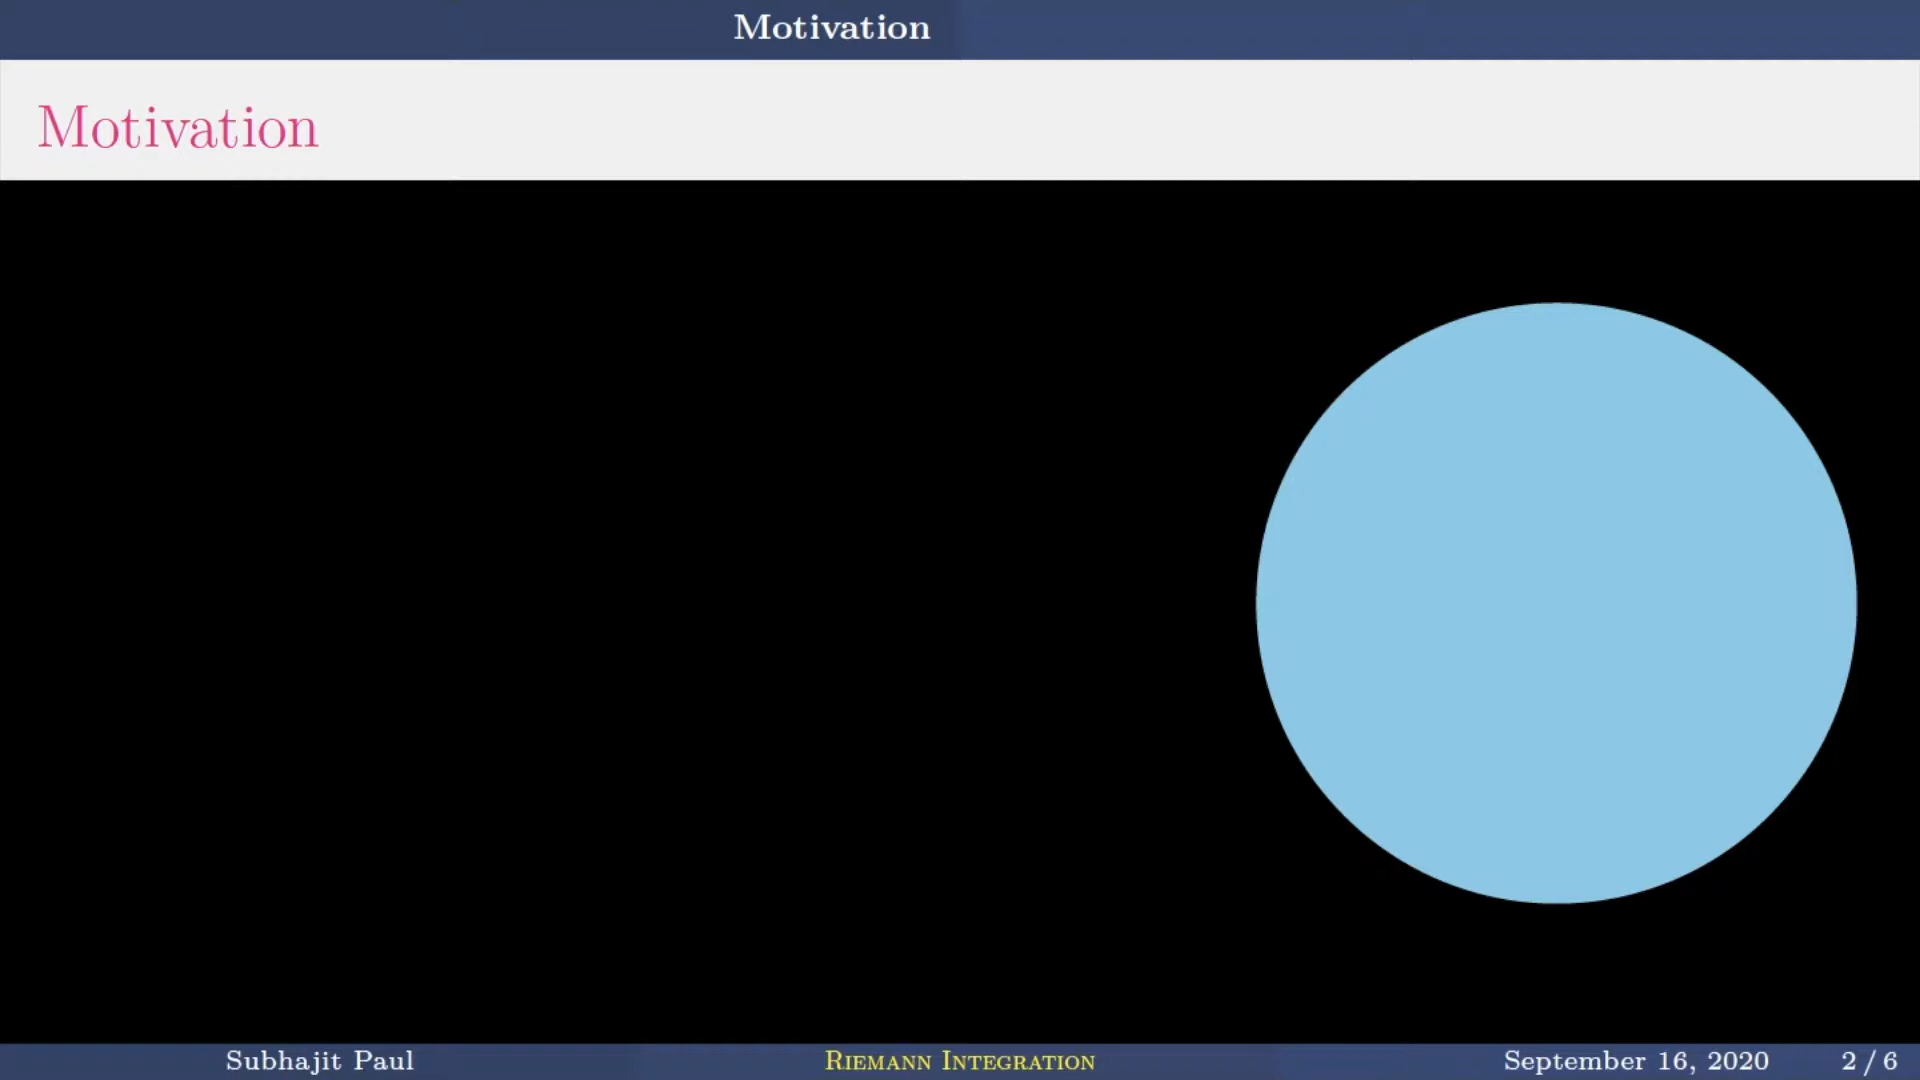 Motivation
Motivation
Subhajit Paul
Riemann Integration
September 16, 2020
2 / 6